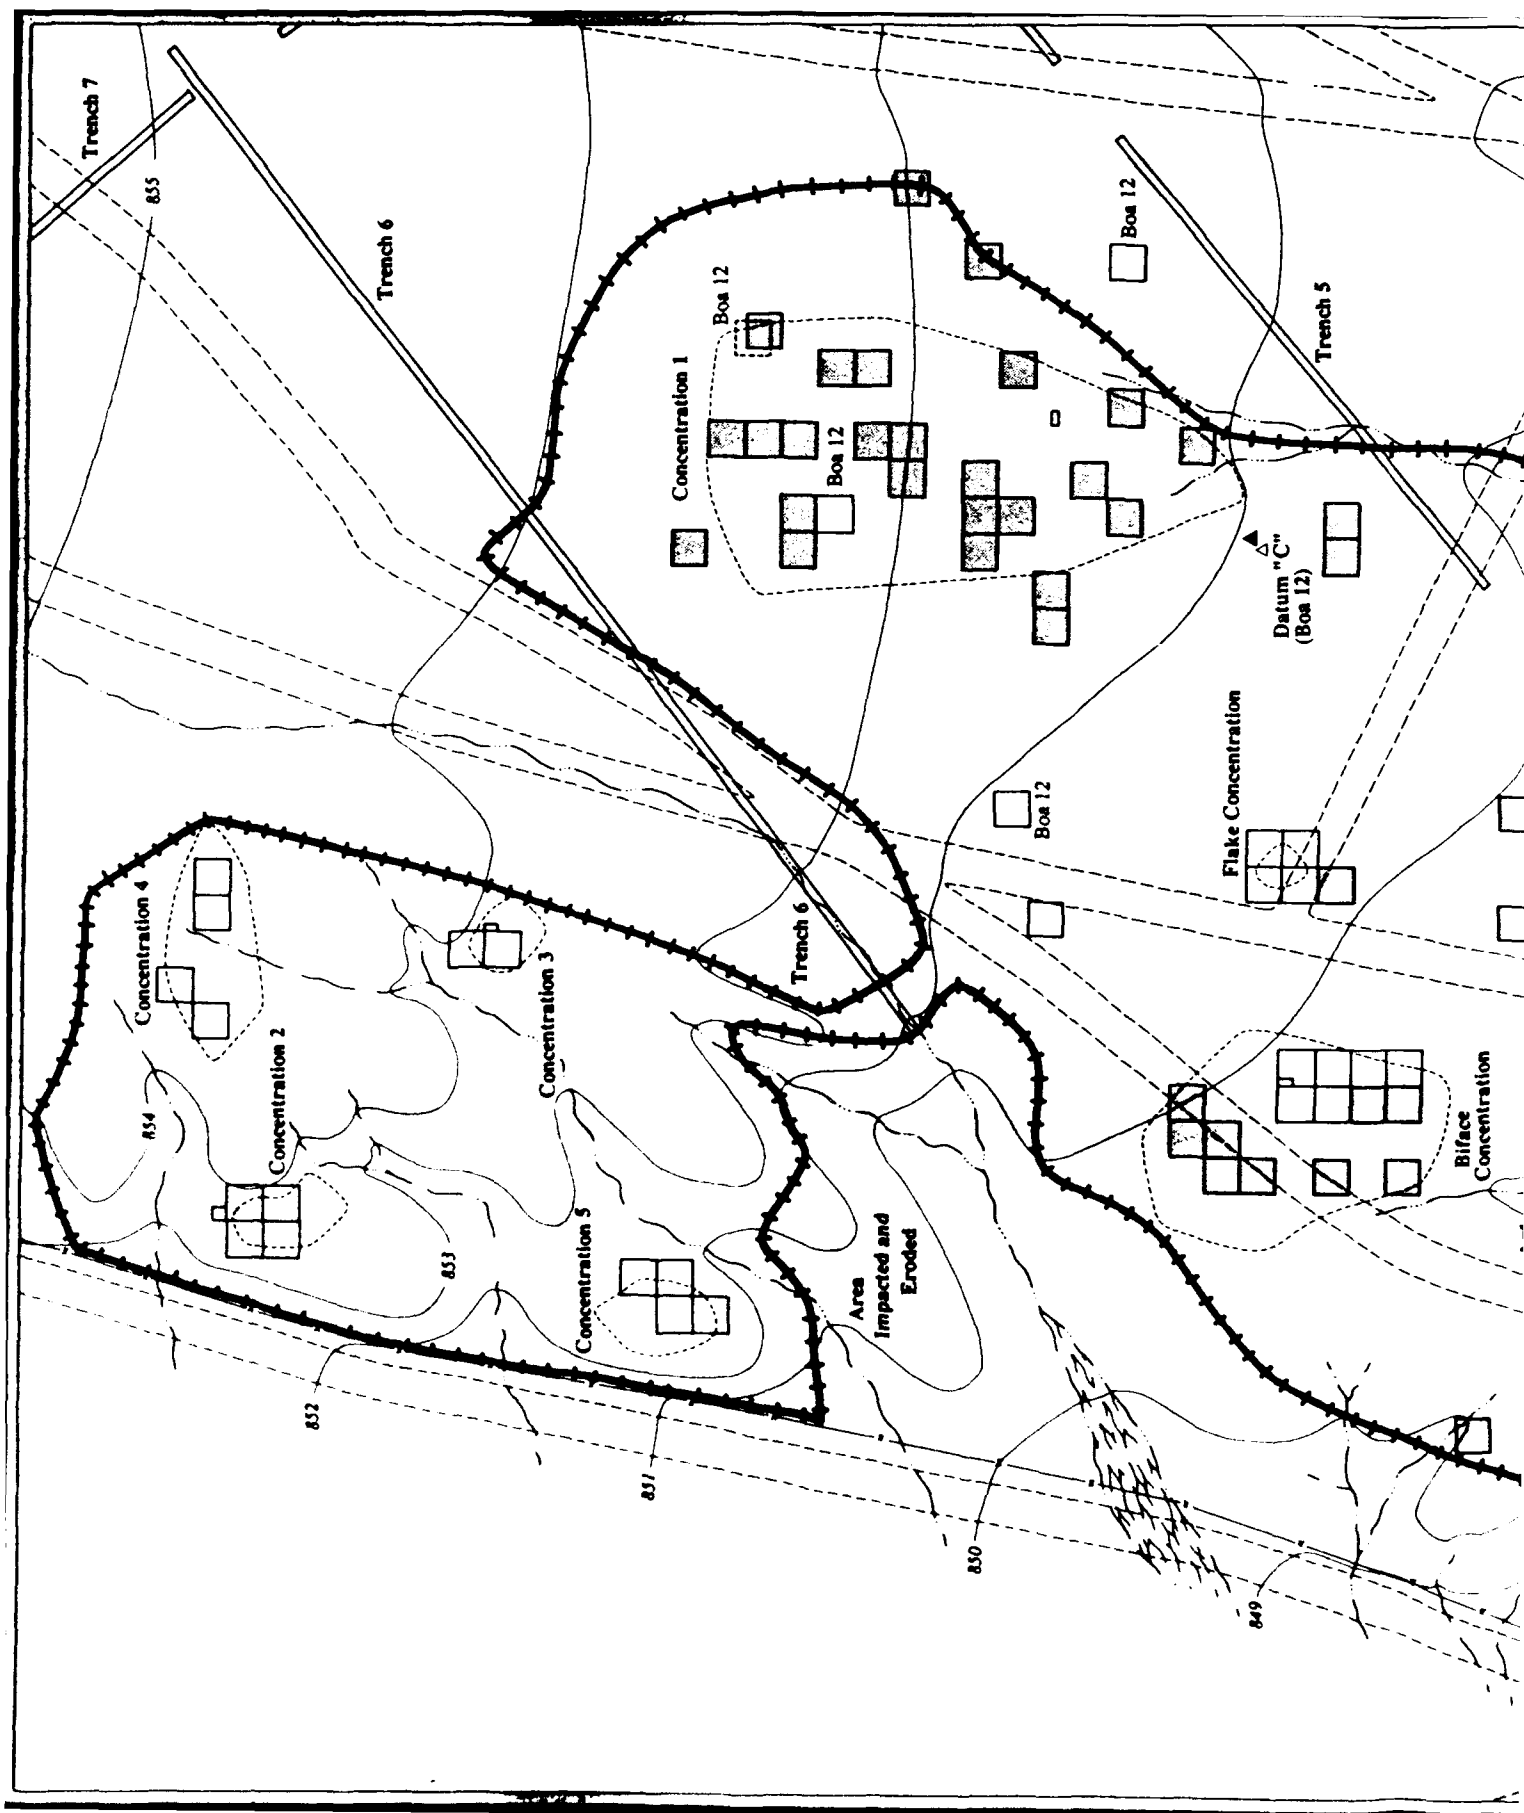 Trench 7
855
Trench 6
Boa 12
Concentration 1
Boa 12
Boa 12
Trench 5
Datum "C"
(Boa 12)
Boa 12
Flake Concentration
Trench 6
Concentration 4
Concentration 3
Concentration 2
854
853
Concentration 5
Area
Impacted and
Eroded
Biface
Concentration
852
851
850
849